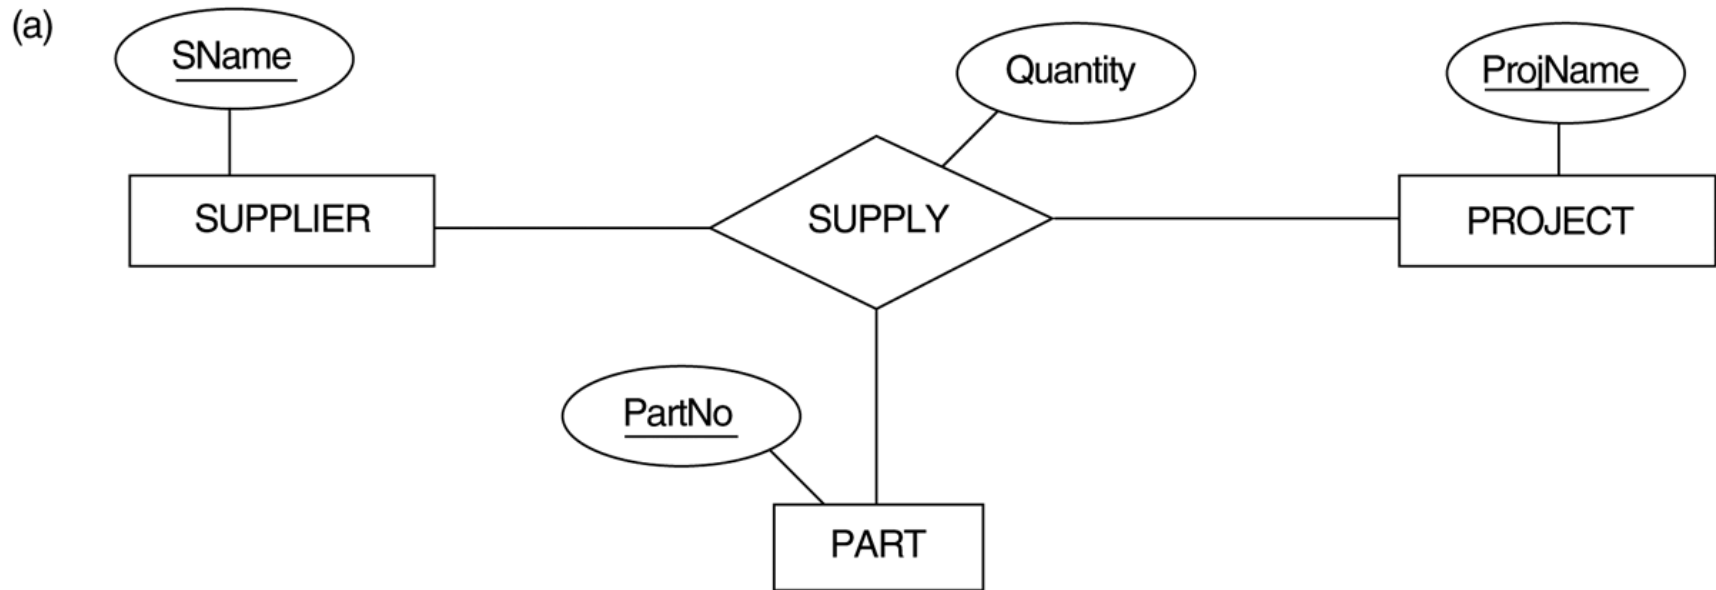 (a)
SName
Quantity
ProjName
SUPPLIER
SUPPLY
PROJECT
PartNo
PART